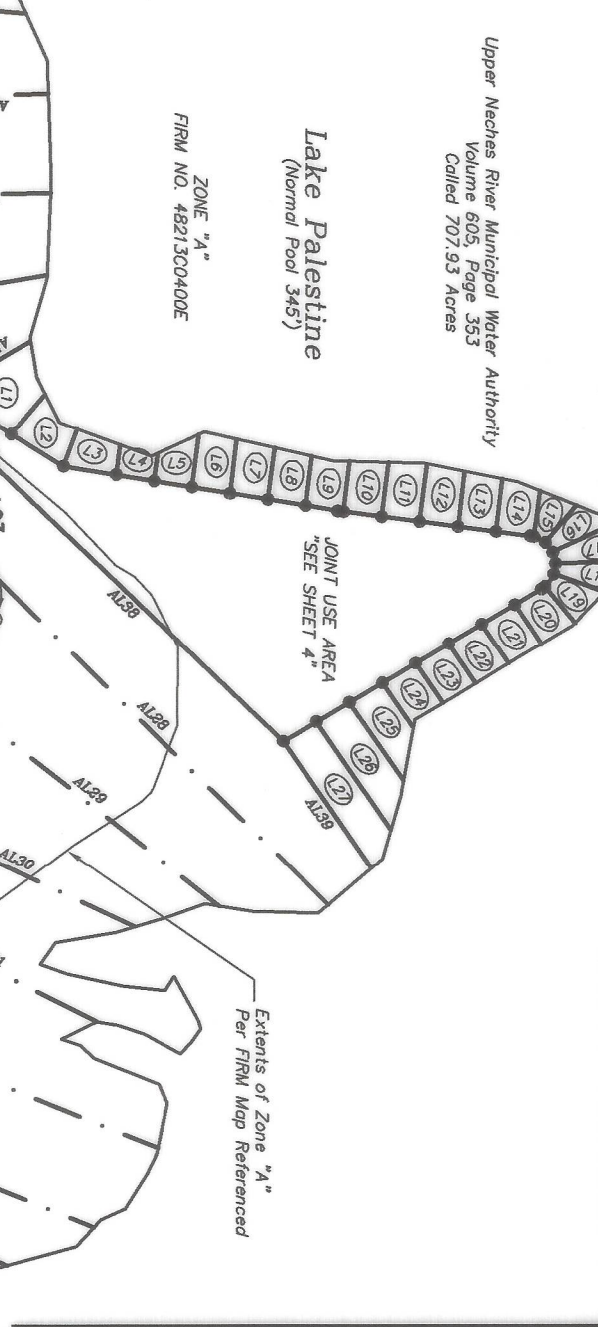 Upper Neches River Municipal Water Authority
Volume 605, Page 353
Called 707.93 Acres
Lake Palestine
(Normal Pool 345')
ZONE "A"
FIRM NO. 48213C0400E
L1
L2
L3
L4
L5
L6
L7
L8
L9
L10
L11
L12
L13
L14
L15
L16
L19
L20
L21
L22
L23
L24
L25
L26
L27
JOINT USE AREA
"SEE SHEET 4"
AL38
AL28
AL29
AL30
AL39
Extents of Zone "A"
Per FIRM Map Referenced